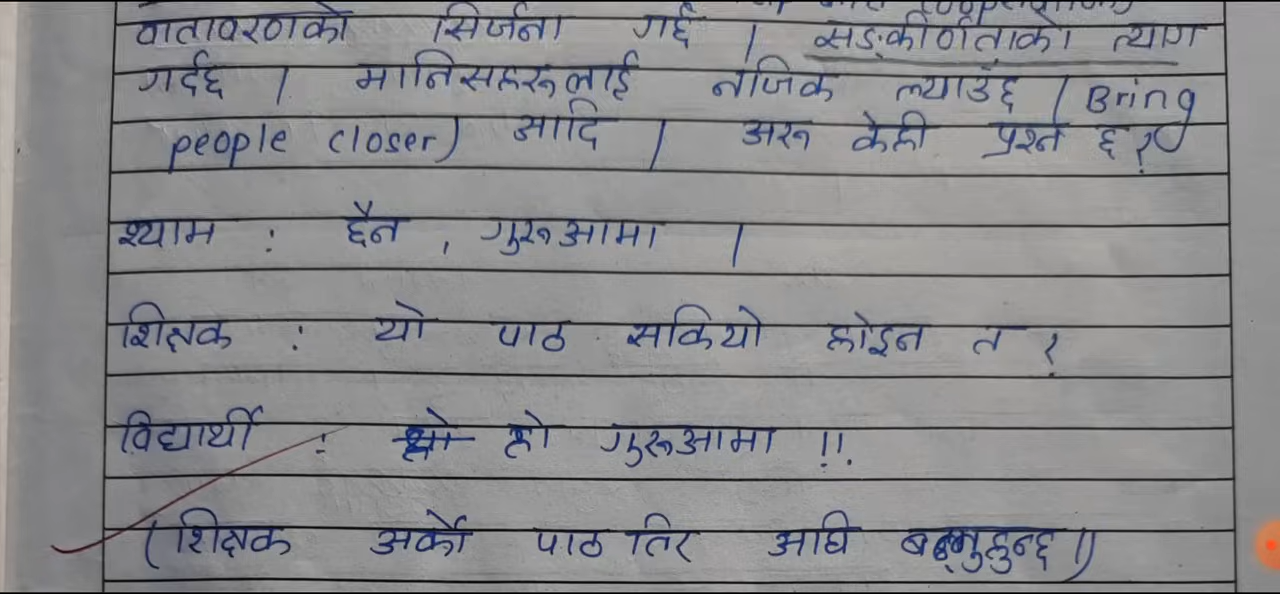 वातावरणको सिर्जना गर्छ । सङ्कीर्णताको त्याग
गर्दछ । मानिसहरूलाई नजिक ल्याउँछ (Bring
people closer) आदि । अरू केही प्रश्न छ ?
श्याम : छैन , गुरूआमा ।
शिक्षक : यो पाठ सकियो होइन त ?
विद्यार्थी : हो गुरूआमा !!
(शिक्षक अर्को पाठ तिर अघि बढ्नुहुन्छ ।)